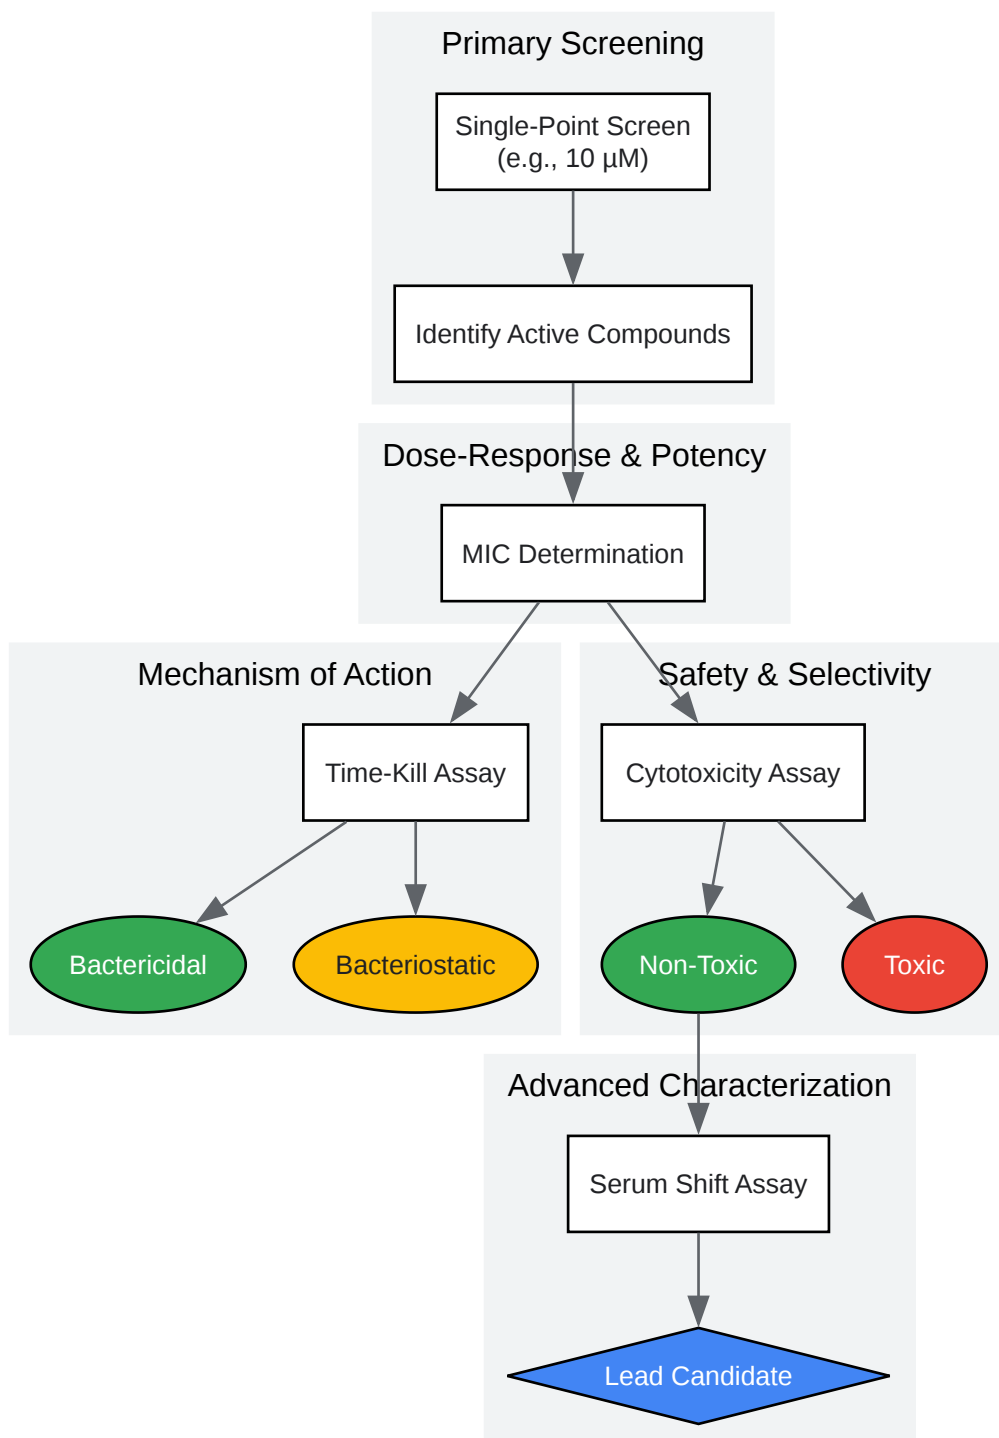 Primary Screening
Single-Point Screen
(e.g., 10 µM)
Identify Active Compounds
Dose-Response & Potency
MIC Determination
Mechanism of Action
Safety & Selectivity
Time-Kill Assay
Cytotoxicity Assay
Bactericidal
Bacteriostatic
Non-Toxic
Toxic
Advanced Characterization
Serum Shift Assay
Lead Candidate